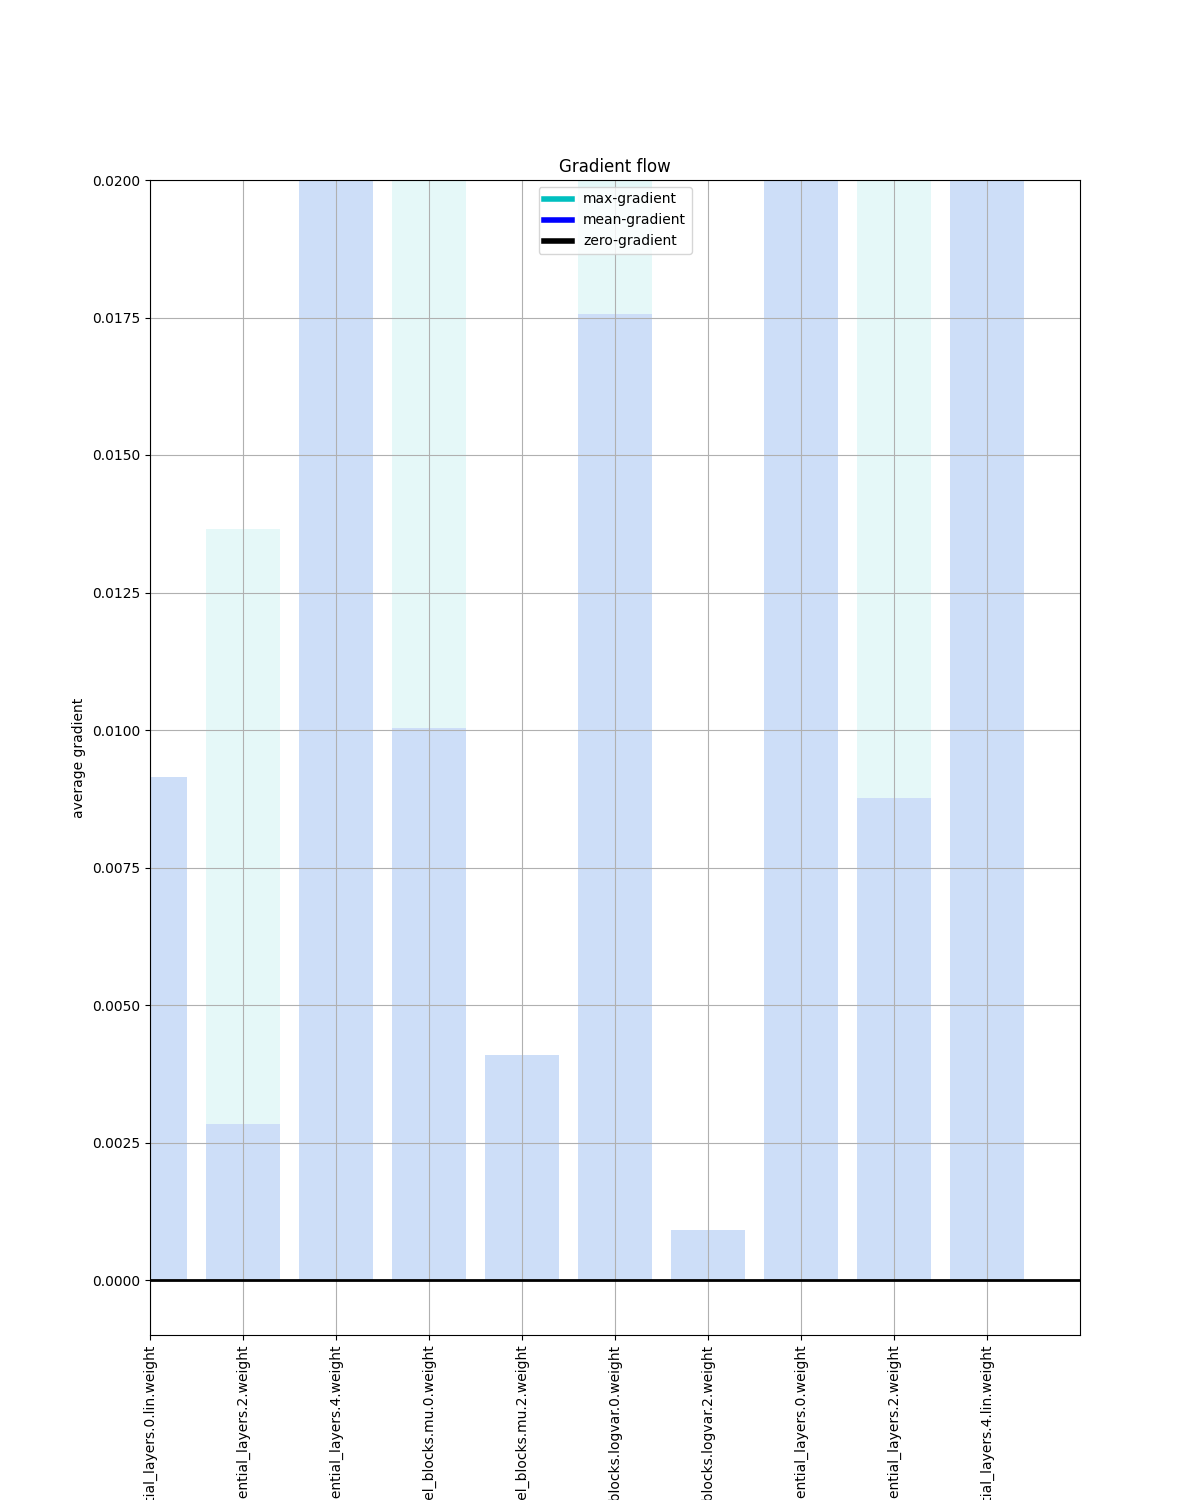 Gradient flow
max-gradient
mean-gradient
zero-gradient
0.0200
0.0175
0.0150
0.0125
0.0100
0.0075
0.0050
0.0025
0.0000
average gradient
tial_layers.0.lin.weight
ential_layers.2.weight
ential_layers.4.weight
el_blocks.mu.0.weight
el_blocks.mu.2.weight
blocks.logvar.0.weight
blocks.logvar.2.weight
ential_layers.0.weight
ential_layers.2.weight
tial_layers.4.lin.weight